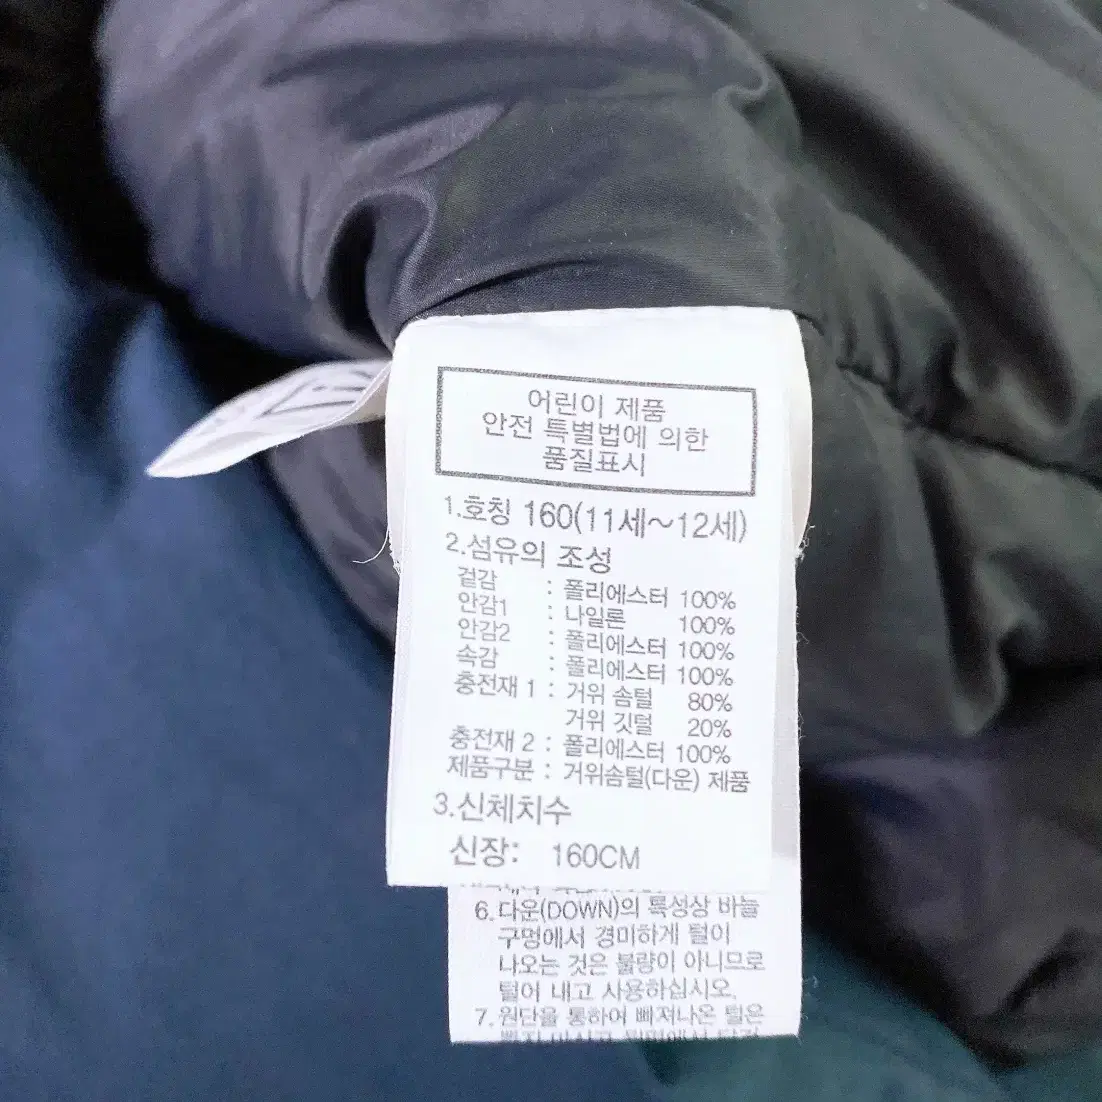 어린이 제품
안전 특별법에 의한
품질표시
1.호칭 160(11세~12세)
2.섬유의 조성
겉감 : 폴리에스터 100%
안감1 : 나일론 100%
안감2 : 폴리에스터 100%
속감 : 폴리에스터 100%
충전재 1 : 거위 솜털 80%
거위 깃털 20%
충전재 2 : 폴리에스터 100%
제품구분 : 거위솜털(다운) 제품
3.신체치수
신장: 160CM
6.다운(DOWN)의 특성상 바늘
구멍에서 경미하게 털이
나오는 것은 불량이 아니므로
털어 내고 사용하십시오.
7.원단을 통하여 빠져나온 털은